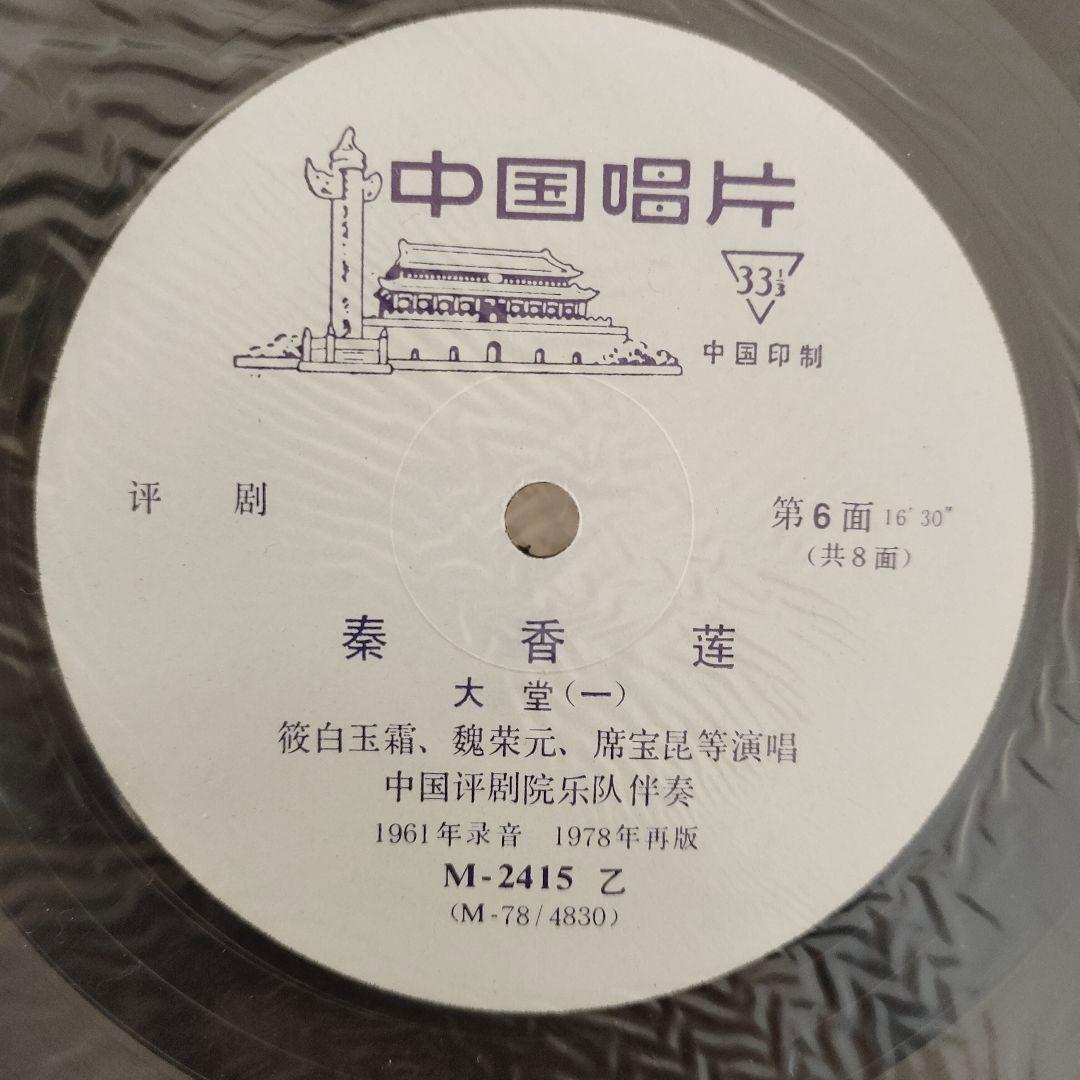 中国唱片
33⅓
中国印制
评 剧
第6面 16′30″
（共8面）
秦 香 莲
大 堂（一）
筱白玉霜、魏荣元、席宝昆等演唱
中国评剧院乐队伴奏
1961年录音 1978年再版
M-2415 乙
（M-78/4830）